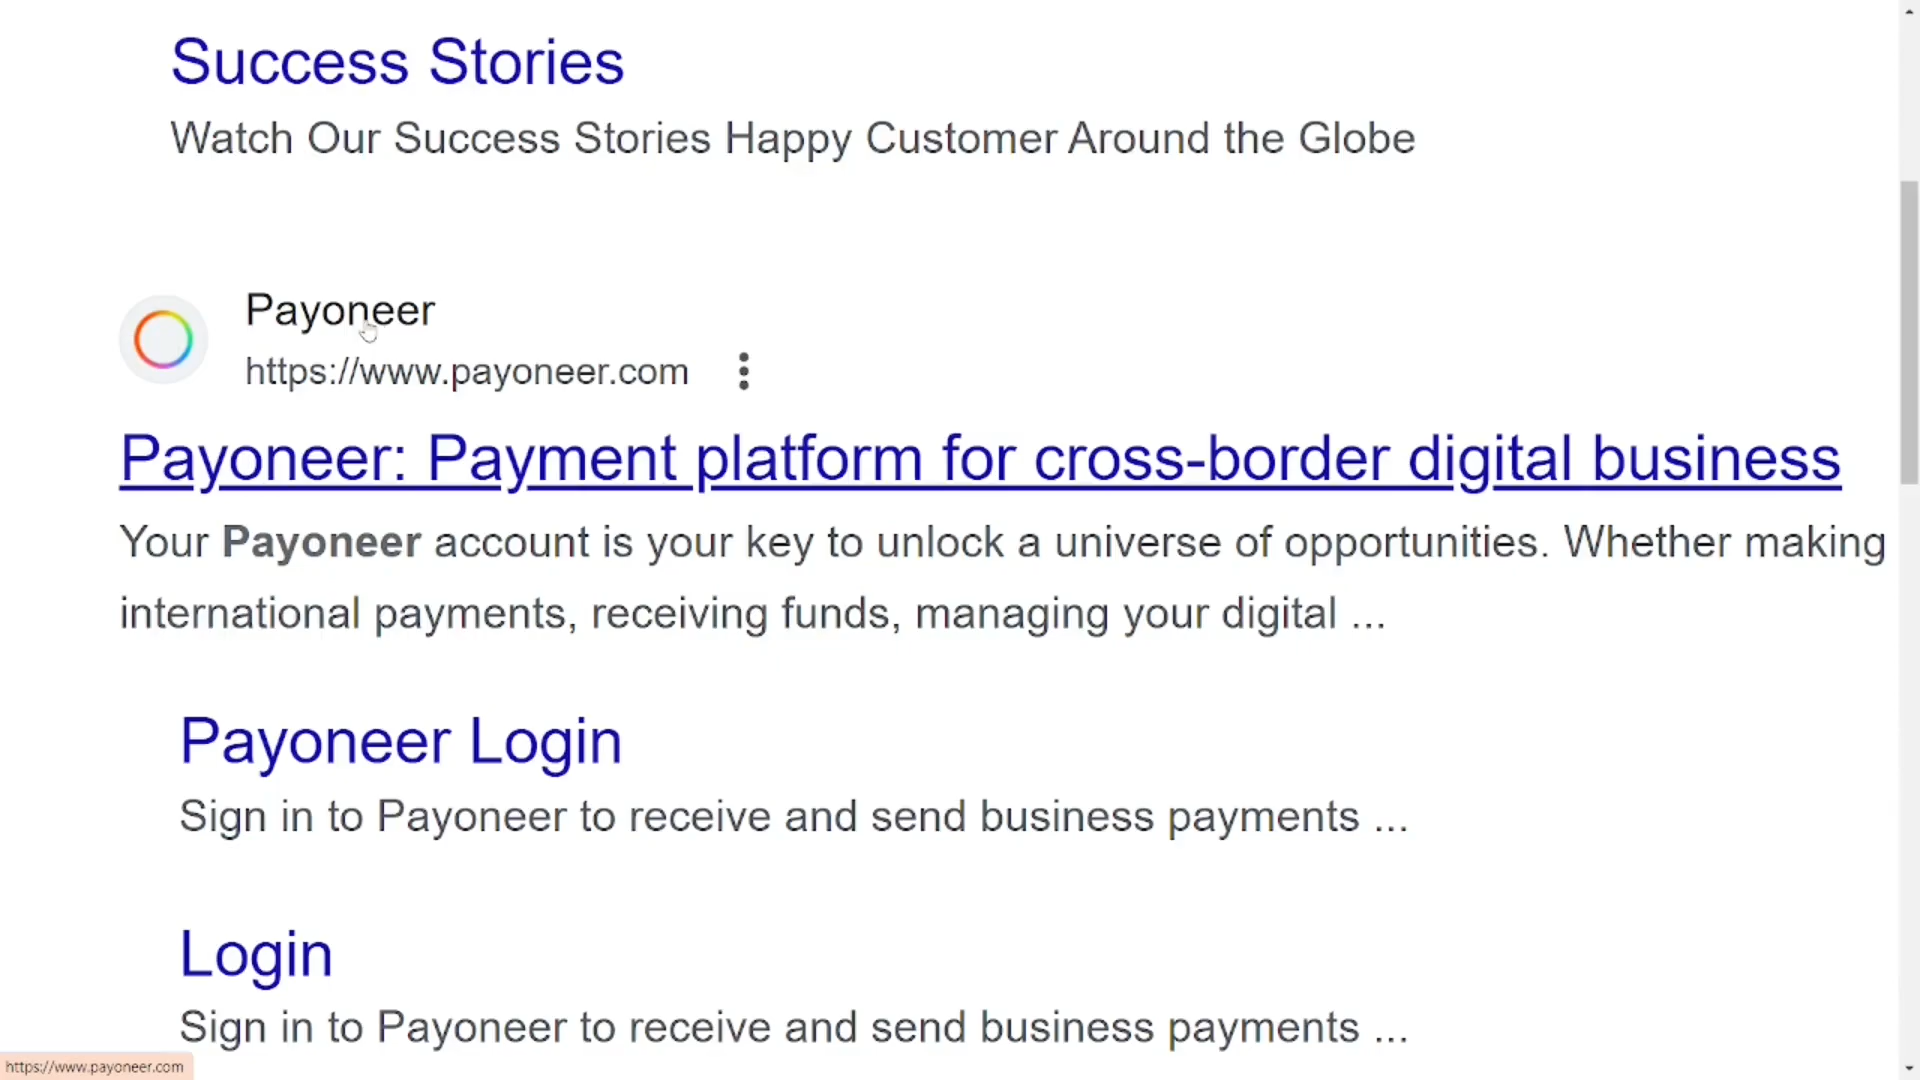 Success Stories
Watch Our Success Stories Happy Customer Around the Globe
Payoneer
https://www.payoneer.com
Payoneer: Payment platform for cross-border digital business
Your Payoneer account is your key to unlock a universe of opportunities. Whether making
international payments, receiving funds, managing your digital ...
Payoneer Login
Sign in to Payoneer to receive and send business payments ...
Login
Sign in to Payoneer to receive and send business payments ...
https://www.payoneer.com